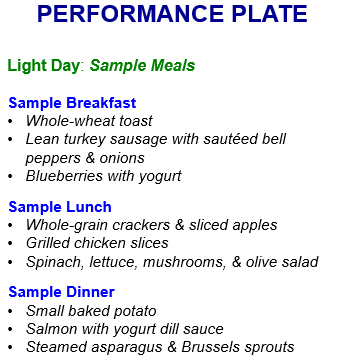 PERFORMANCE PLATE
Light Day: Sample Meals
Sample Breakfast
• Whole-wheat toast
• Lean turkey sausage with sautéed bell
peppers & onions
• Blueberries with yogurt
Sample Lunch
• Whole-grain crackers & sliced apples
• Grilled chicken slices
• Spinach, lettuce, mushrooms, & olive salad
Sample Dinner
• Small baked potato
• Salmon with yogurt dill sauce
• Steamed asparagus & Brussels sprouts